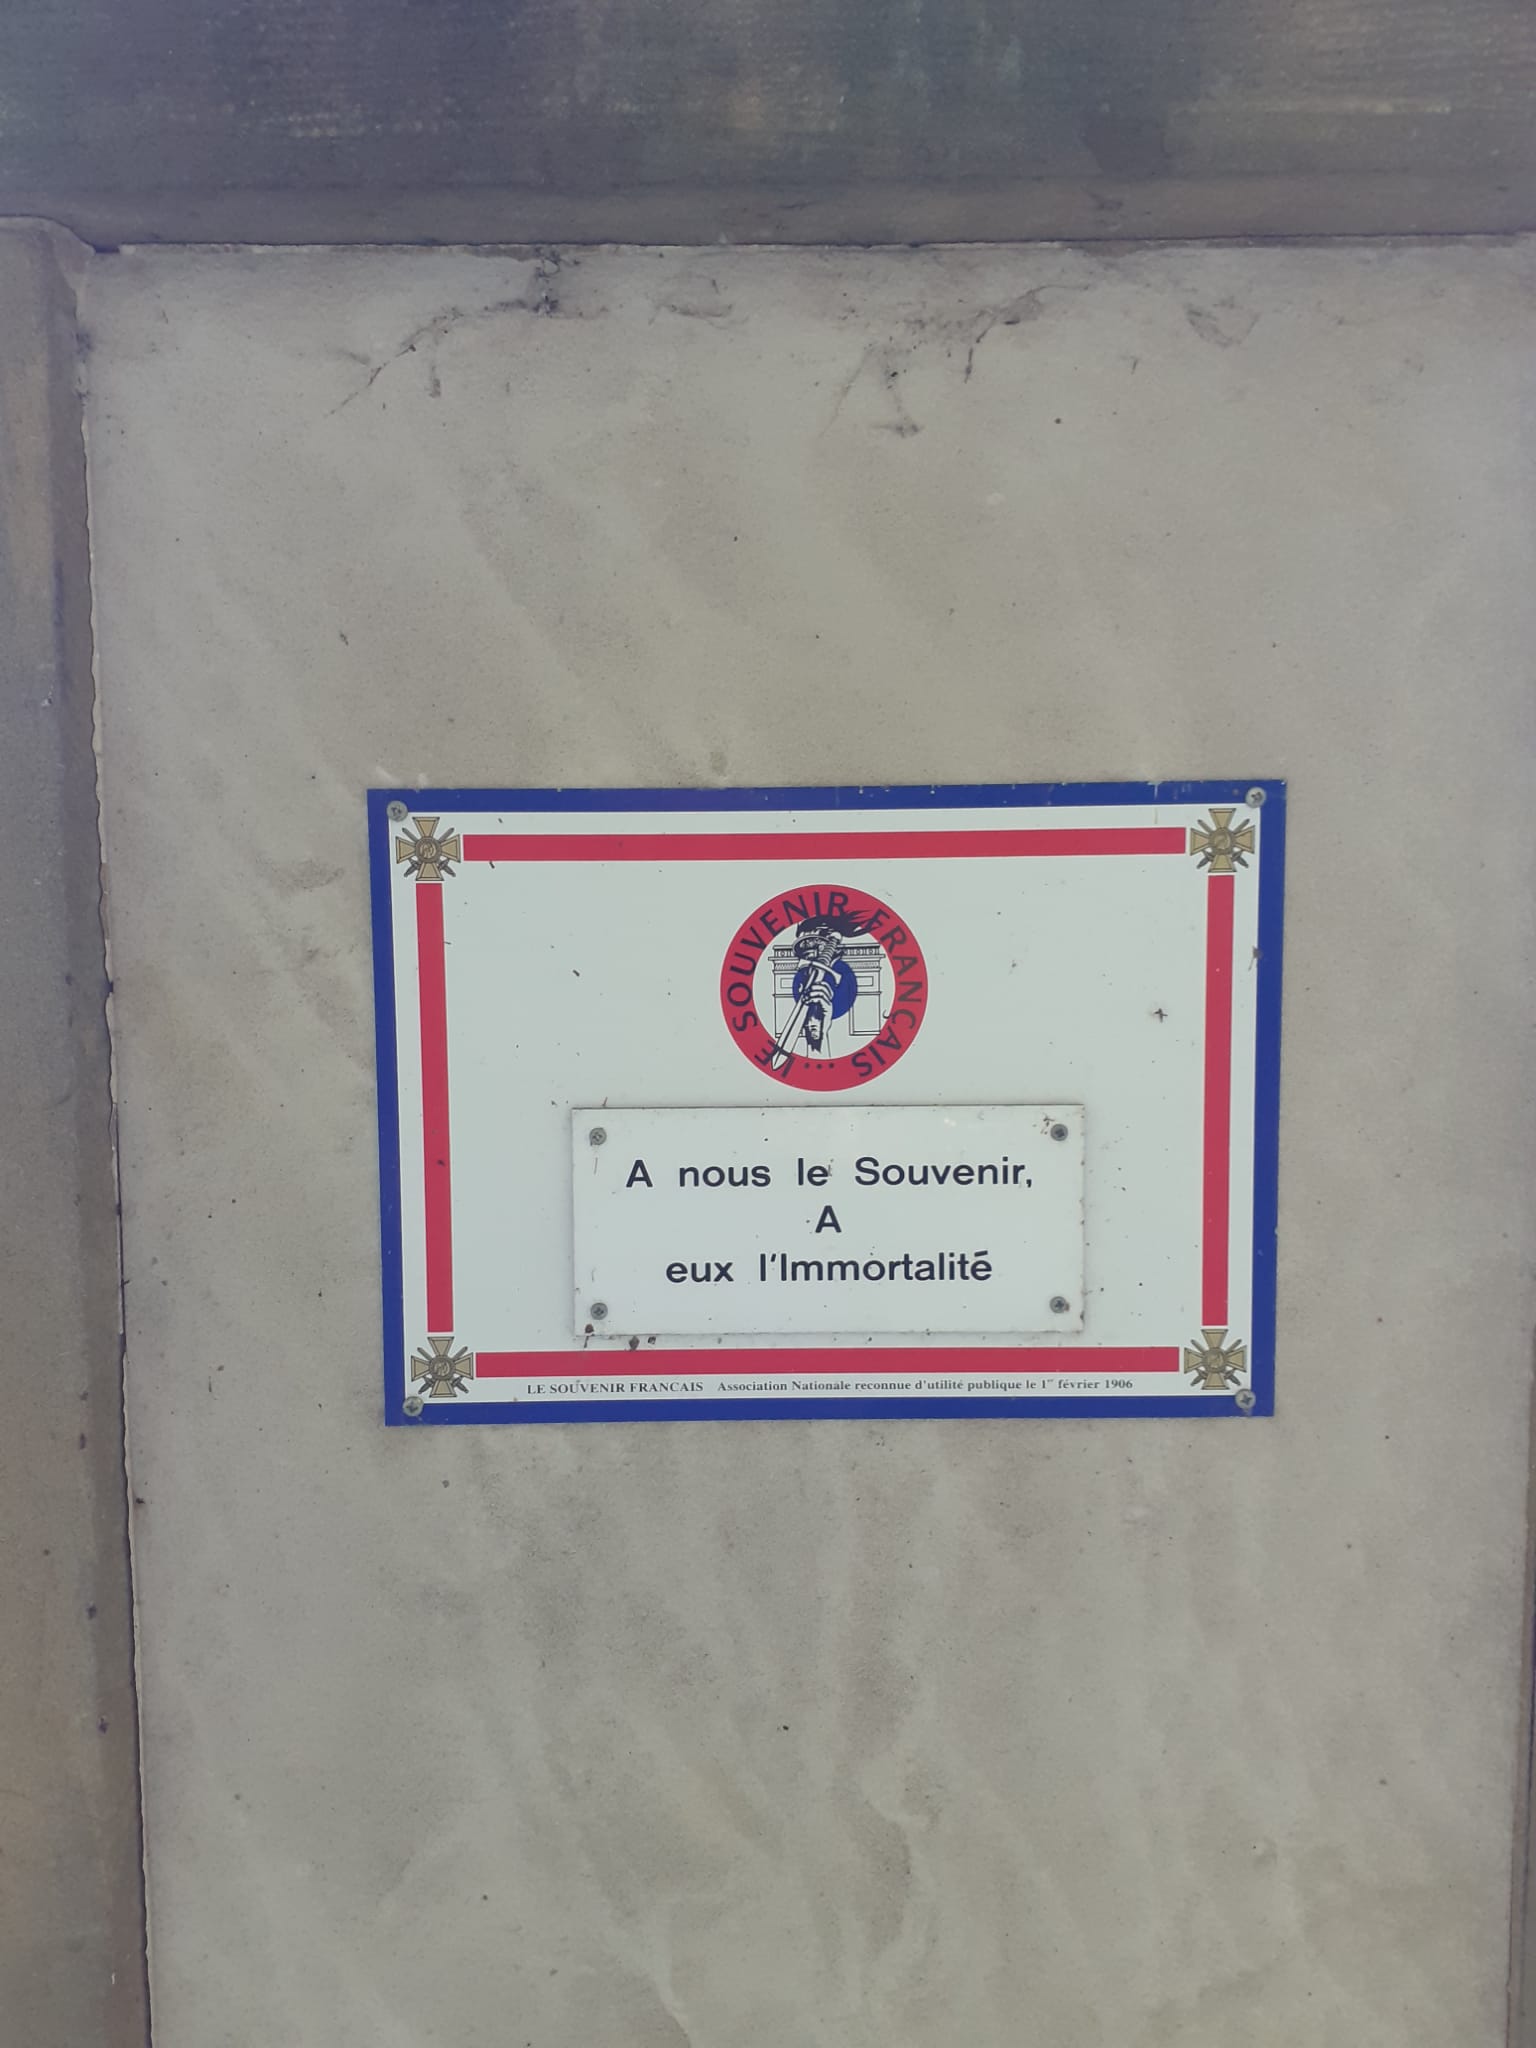 LE SOUVENIR FRANÇAIS ...
A nous le Souvenir,
A
eux l'Immortalité
LE SOUVENIR FRANCAIS Association Nationale reconnue d'utilité publique le 1er février 1906